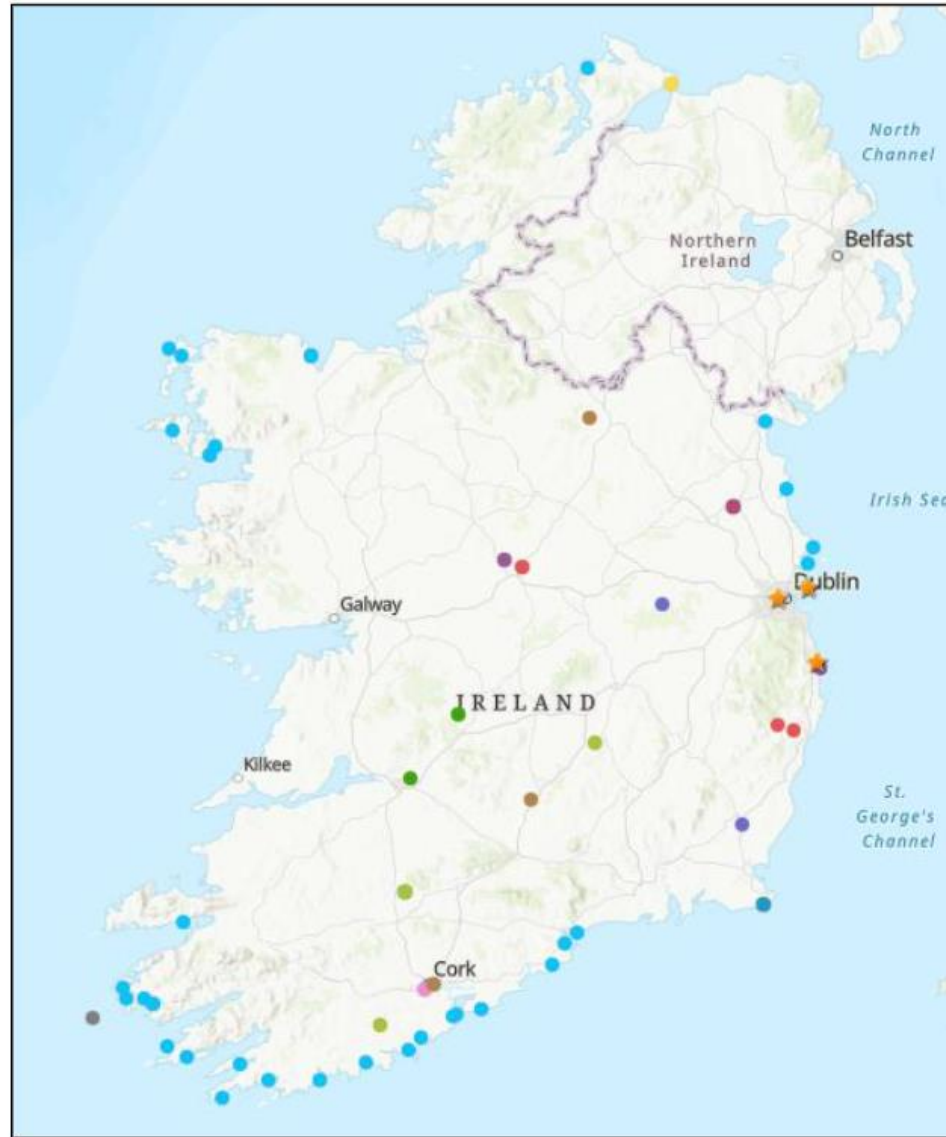 North
Channel
Belfast
Northern
Ireland
Irish Sea
Dublin
Galway
IRELAND
Kilkee
St.
George's
Channel
Cork